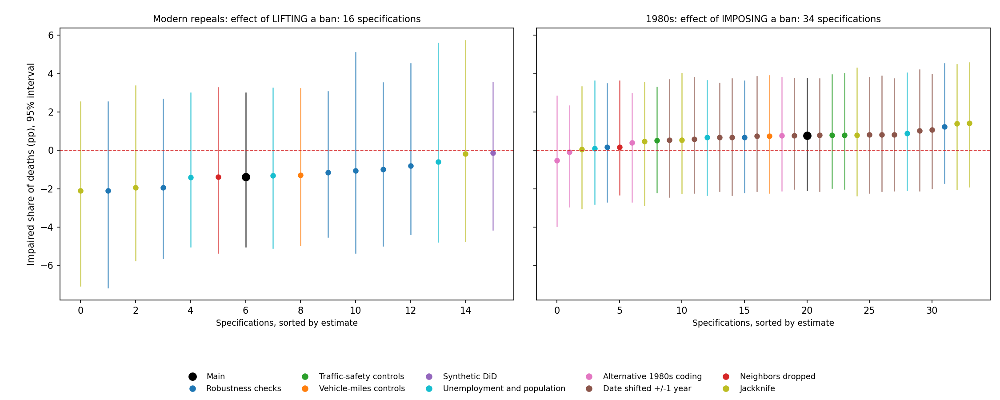 Modern repeals: effect of LIFTING a ban: 16 specifications
1980s: effect of IMPOSING a ban: 34 specifications
Impaired share of deaths (pp), 95% interval
6
4
2
0
−2
−4
−6
0 2 4 6 8 10 12 14
0 5 10 15 20 25 30
Specifications, sorted by estimate
Specifications, sorted by estimate
Main
Robustness checks
Traffic-safety controls
Vehicle-miles controls
Synthetic DiD
Unemployment and population
Alternative 1980s coding
Date shifted +/-1 year
Neighbors dropped
Jackknife